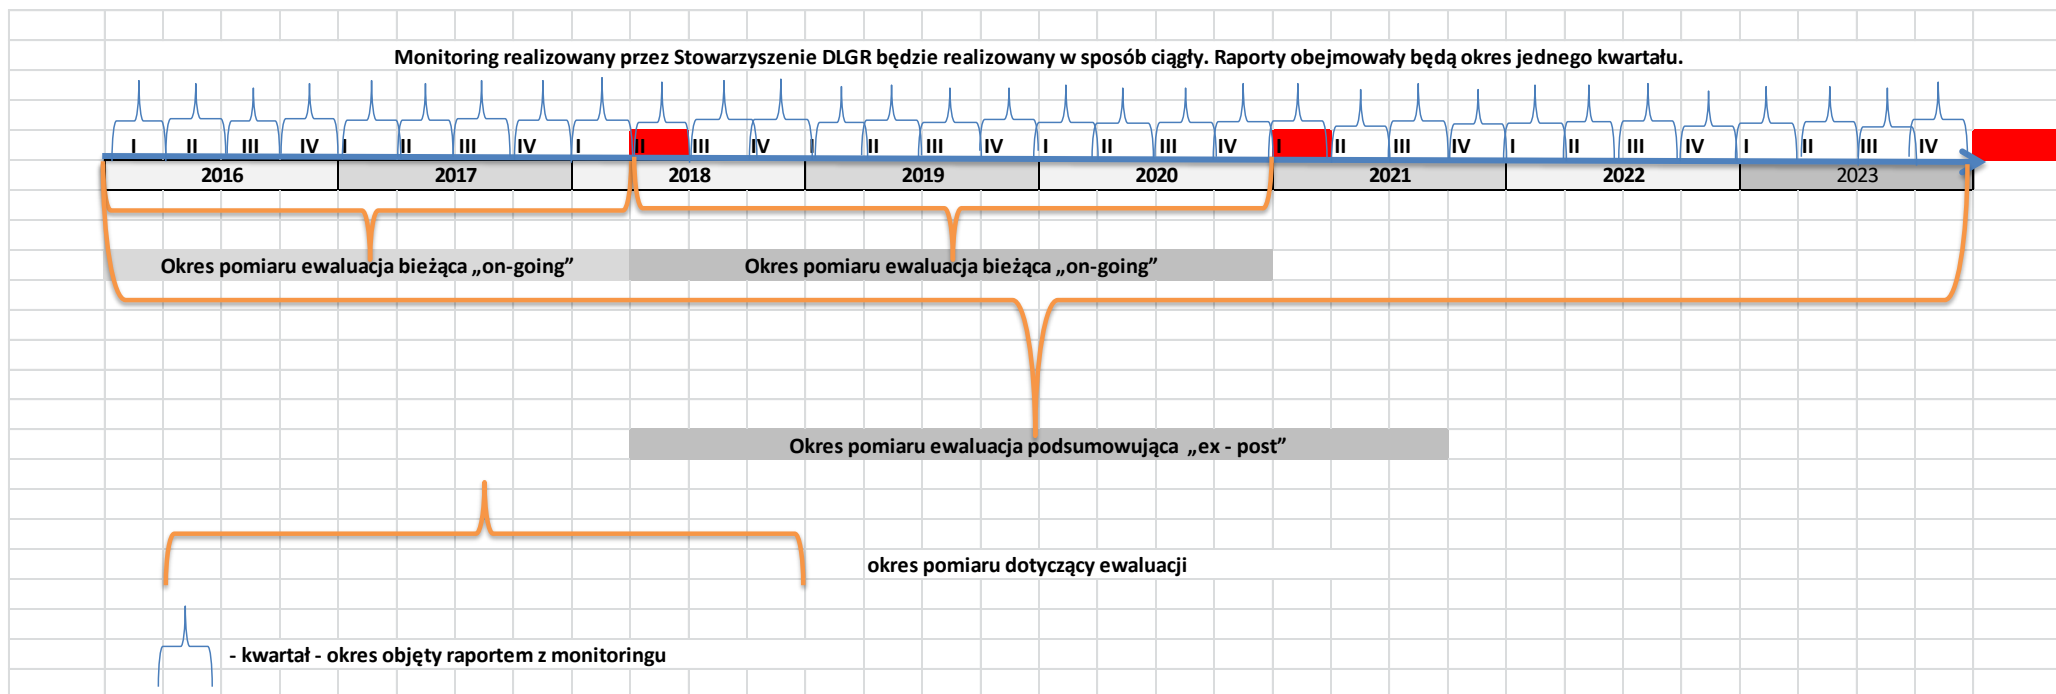 Monitoring realizowany przez Stowarzyszenie DLGR będzie realizowany w sposób ciągły. Raporty obejmowały będą okres jednego kwartału.
I II III IV I II III IV I II III IV I II III IV I II III IV I II III IV I II III IV I II III IV
2016 2017 2018 2019 2020 2021 2022 2023
Okres pomiaru ewaluacja bieżąca „on-going” Okres pomiaru ewaluacja bieżąca „on-going”
Okres pomiaru ewaluacja podsumowująca „ex - post”
okres pomiaru dotyczący ewaluacji
- kwartał - okres objęty raportem z monitoringu